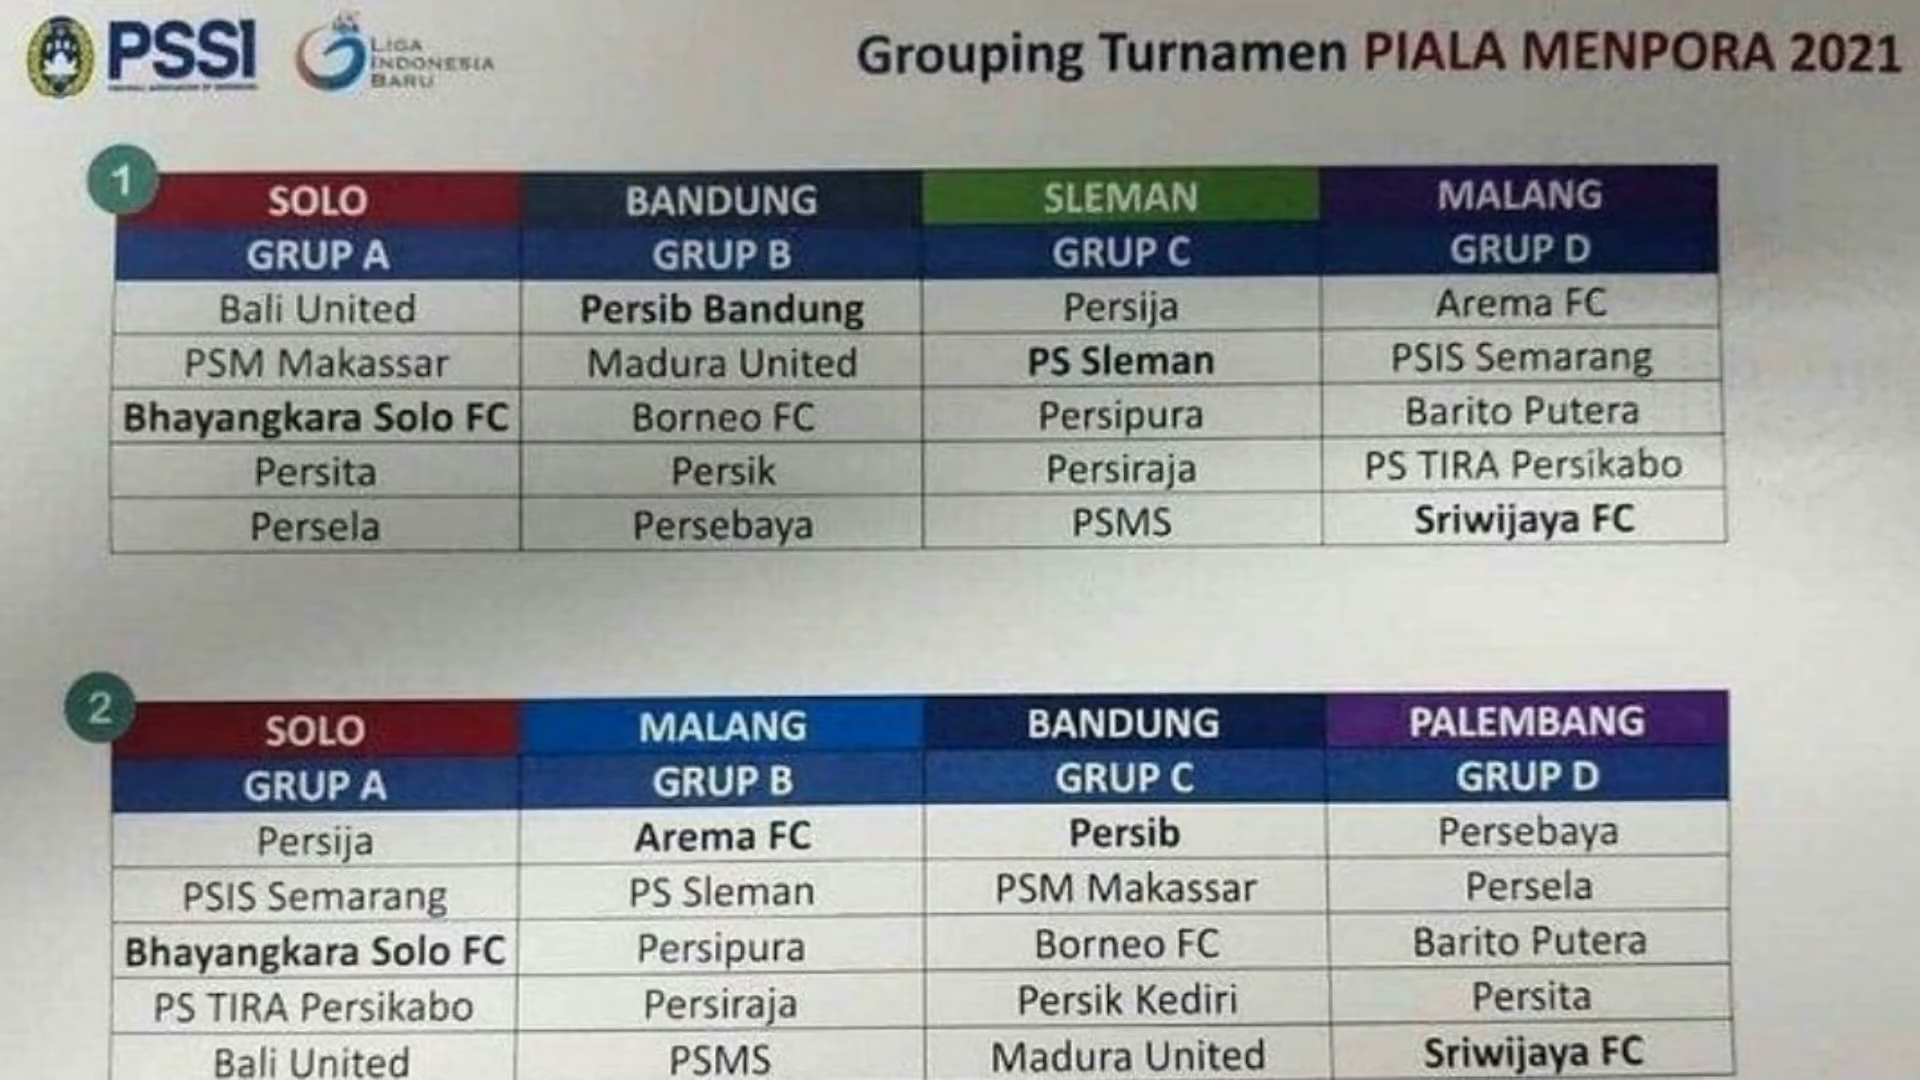 PSSI
LIGA
INDONESIA
BARU
Grouping Turnamen PIALA MENPORA 2021
1
SOLO BANDUNG SLEMAN MALANG
GRUP A GRUP B GRUP C GRUP D
Bali United Persib Bandung Persija Arema FC
PSM Makassar Madura United PS Sleman PSIS Semarang
Bhayangkara Solo FC Borneo FC Persipura Barito Putera
Persita Persik Persiraja PS TIRA Persikabo
Persela Persebaya PSMS Sriwijaya FC
2
SOLO MALANG BANDUNG PALEMBANG
GRUP A GRUP B GRUP C GRUP D
Persija Arema FC Persib Persebaya
PSIS Semarang PS Sleman PSM Makassar Persela
Bhayangkara Solo FC Persipura Borneo FC Barito Putera
PS TIRA Persikabo Persiraja Persik Kediri Persita
Bali United PSMS Madura United Sriwijaya FC